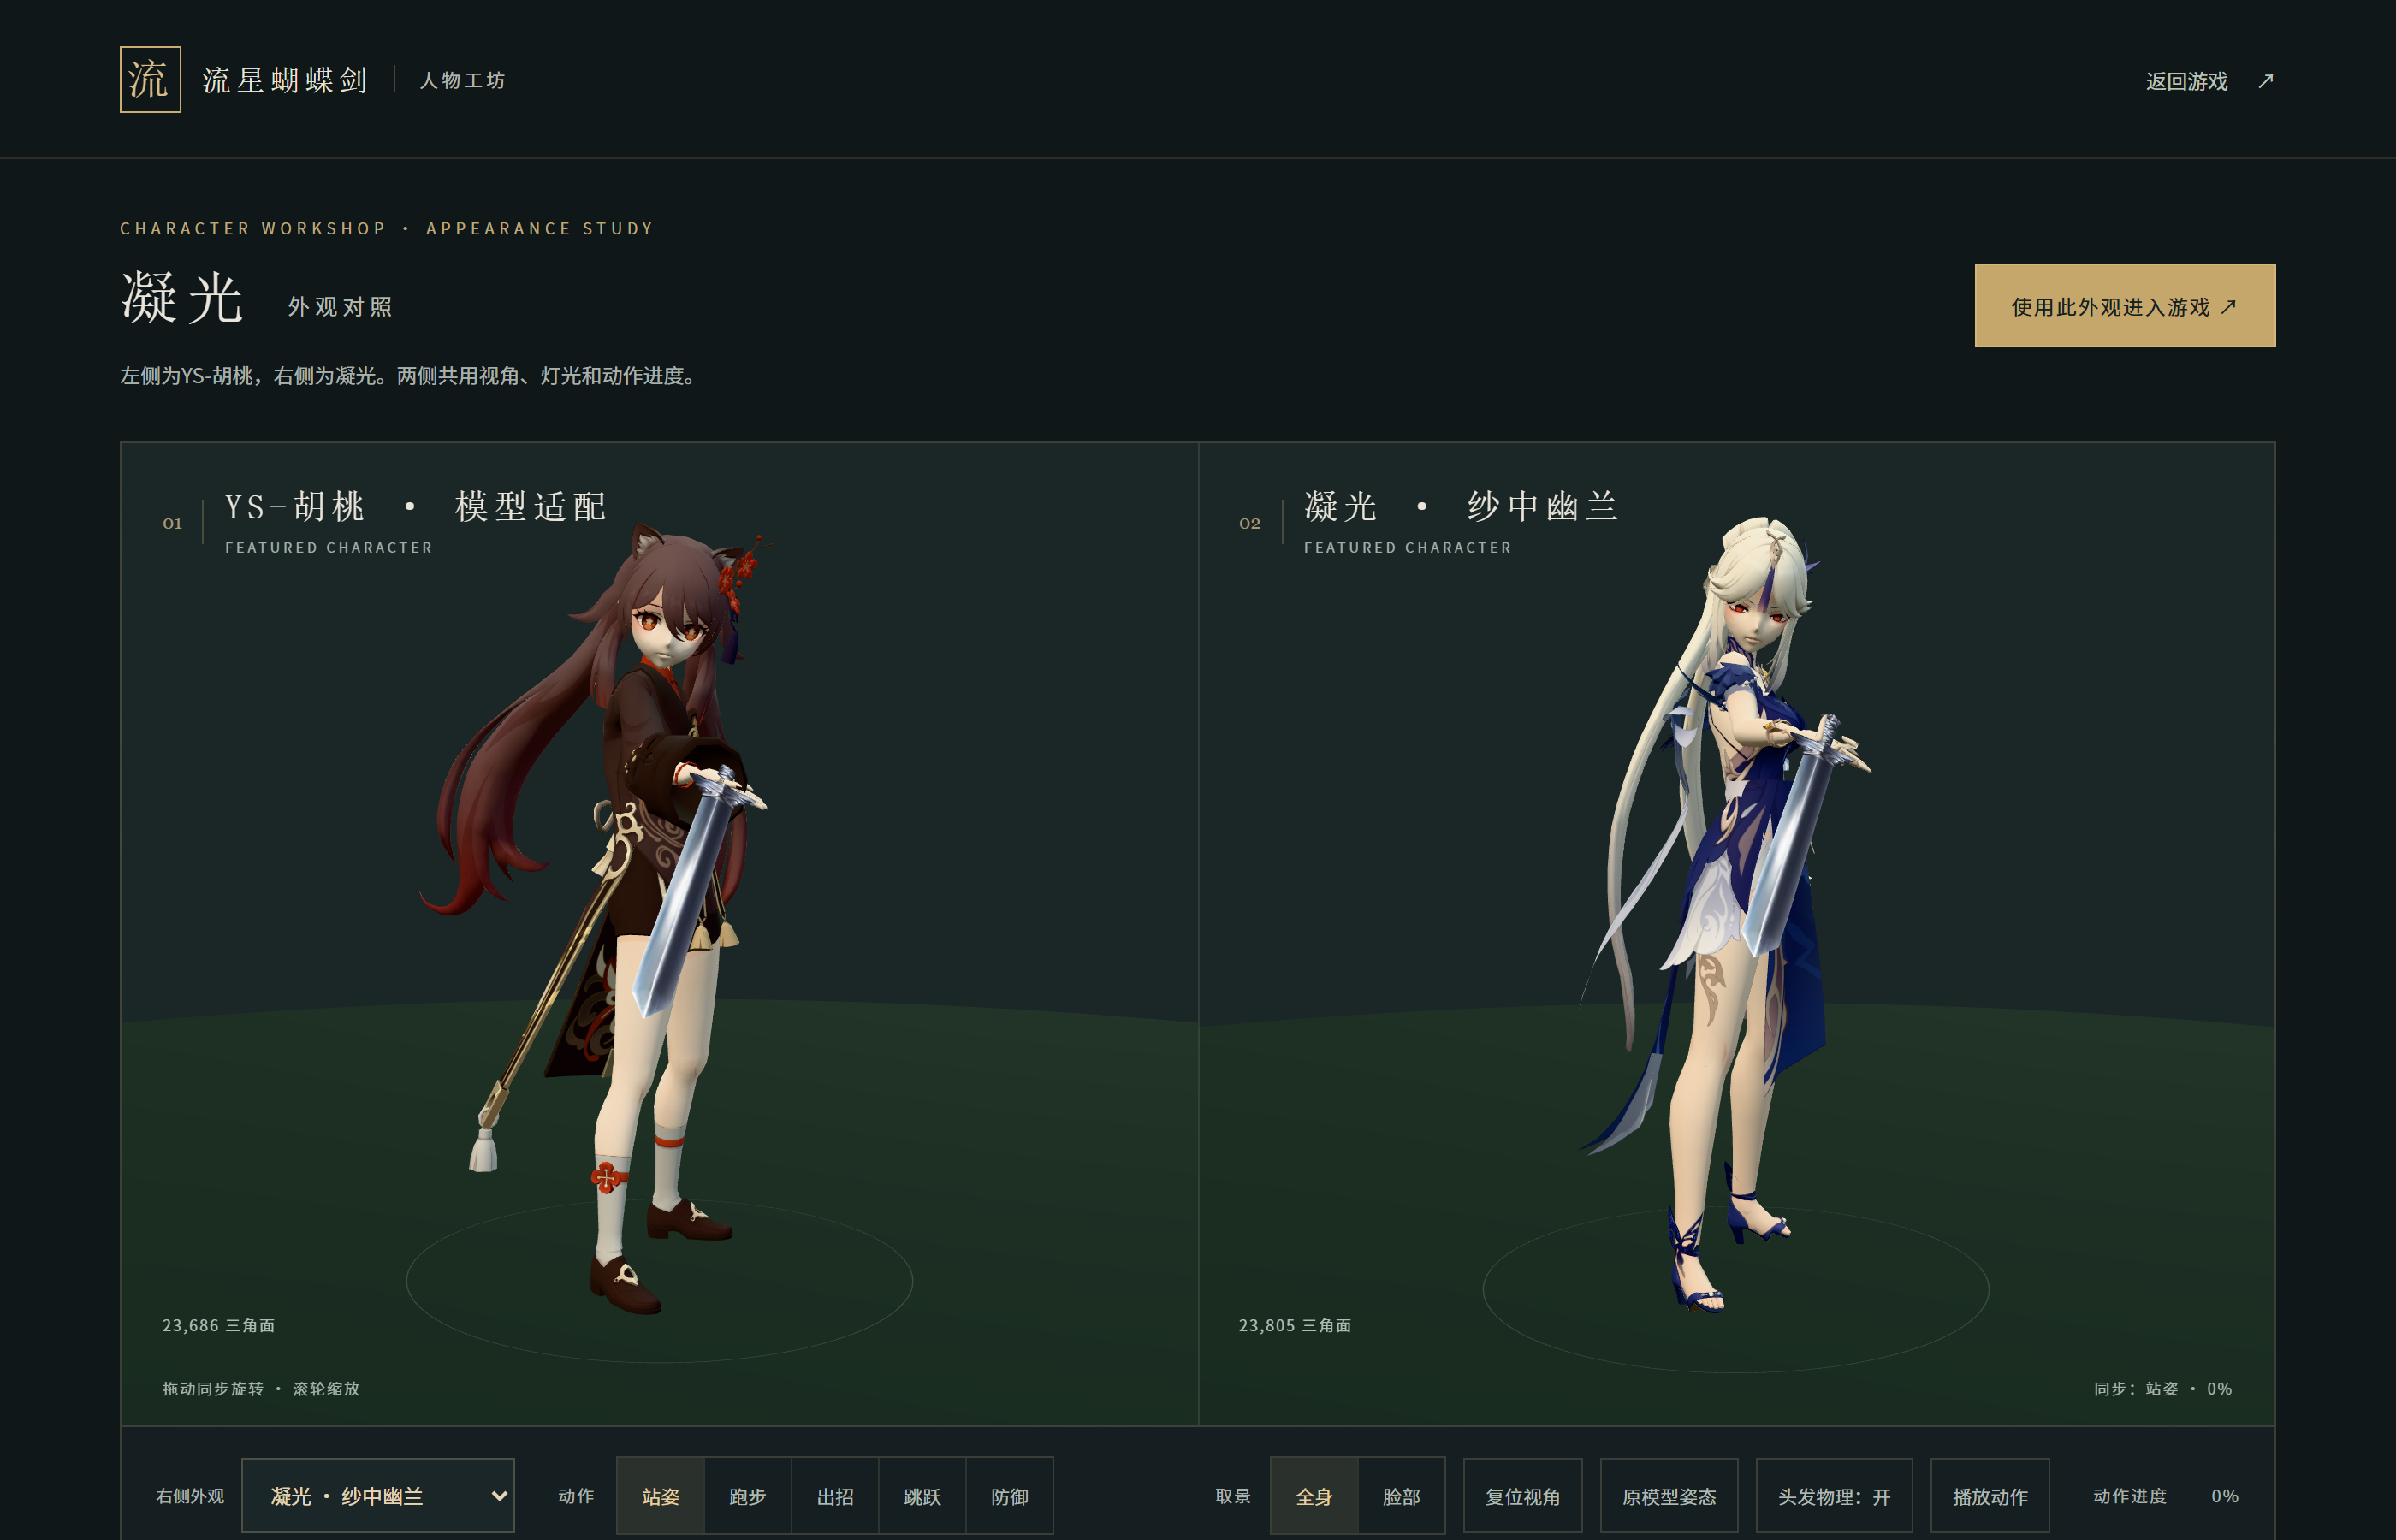 流 流星蝴蝶剑 人物工坊 返回游戏 ↗
CHARACTER WORKSHOP · APPEARANCE STUDY
凝光 外观对照
使用此外观进入游戏 ↗
左侧为YS-胡桃，右侧为凝光。两侧共用视角、灯光和动作进度。
01 YS-胡桃 · 模型适配
FEATURED CHARACTER
02 凝光 · 纱中幽兰
FEATURED CHARACTER
23,686 三角面
23,805 三角面
拖动同步旋转 · 滚轮缩放
同步：站姿 · 0%
右侧外观 凝光 · 纱中幽兰 动作 站姿 跑步 出招 跳跃 防御 取景 全身 脸部 复位视角 原模型姿态 头发物理：开 播放动作 动作进度 0%